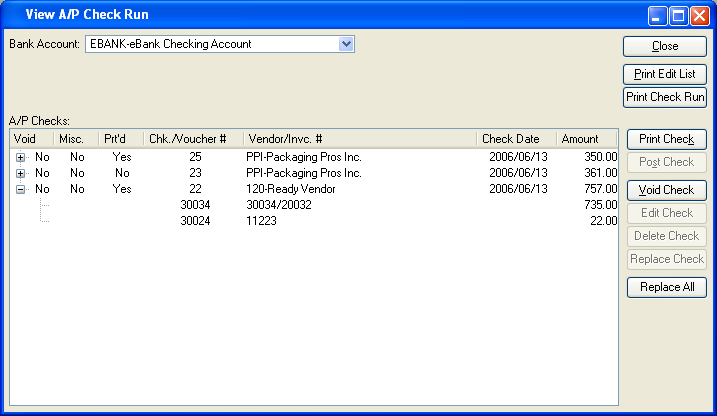 View A/P Check Run
Bank Account: EBANK-eBank Checking Account
Close
Print Edit List
Print Check Run
A/P Checks:
Void Misc. Prt'd Chk./Voucher # Vendor/Invc. # Check Date Amount
No No Yes 25 PPI-Packaging Pros Inc. 2006/06/13 350.00
No No No 23 PPI-Packaging Pros Inc. 2006/06/13 361.00
No No Yes 22 120-Ready Vendor 2006/06/13 757.00
30034 30034/20032 735.00
30024 11223 22.00
Print Check
Post Check
Void Check
Edit Check
Delete Check
Replace Check
Replace All